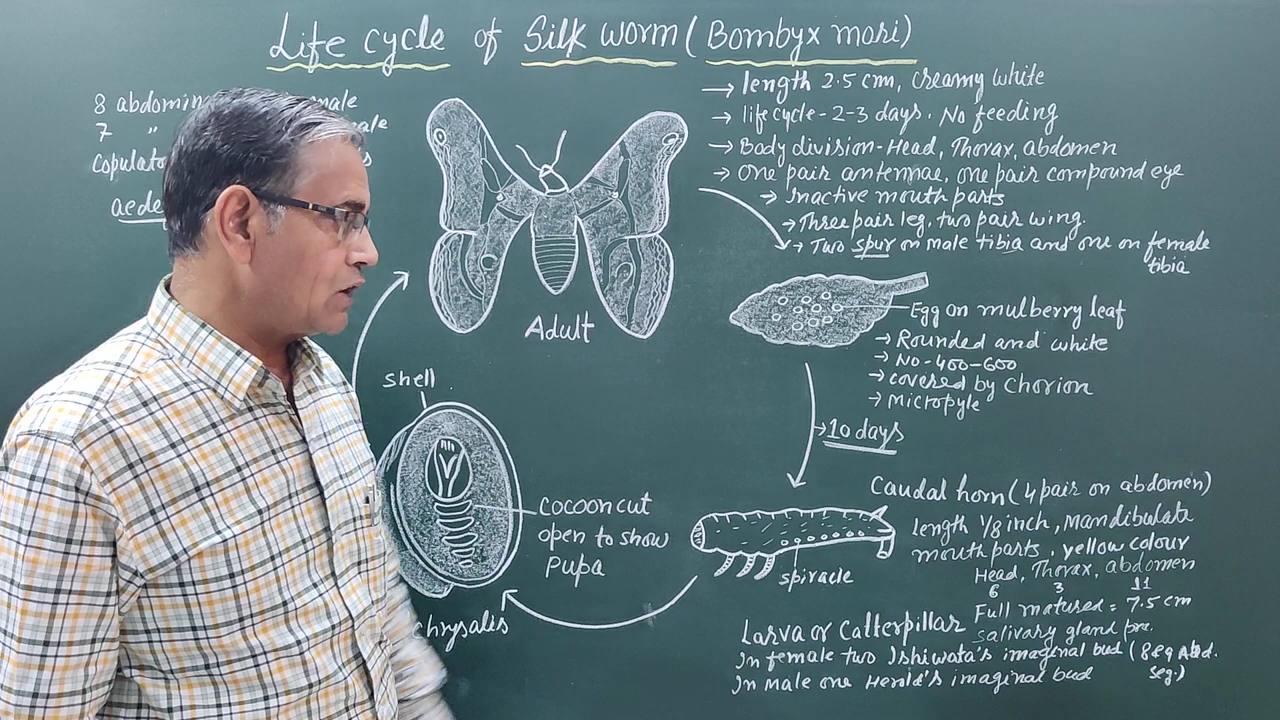 Life cycle of Silk worm (Bombyx mori)
8 abdomin
7 "
→ length 2.5 cm, creamy white
→ life cycle - 2-3 days. No feeding
→ Body division - Head, Thorax, abdomen
→ One pair antennae, one pair compound eye
→ Inactive mouth parts
→ Three pair leg, two pair wing.
→ Two spur on male tibia and one on female
tibia
Adult
Egg on mulberry leaf
→ Rounded and white
→ No - 400-600
→ covered by Chorion
→ Micropyle
→ 10 days
shell
Cocoon cut
open to show
Pupa
Chrysalis
Caudal horn (4 pair on abdomen)
length 1/8 inch, Mandibulata
mouth parts, yellow colour
Head, Thorax, abdomen
6 3 11
Full matured = 7.5 cm
salivary gland pre.
spiracle
Larva or Catterpillar
In female two Ishiwata's imaginal bud (8 & 9 Abd.
seg.)
In Male one Herold's imaginal bud